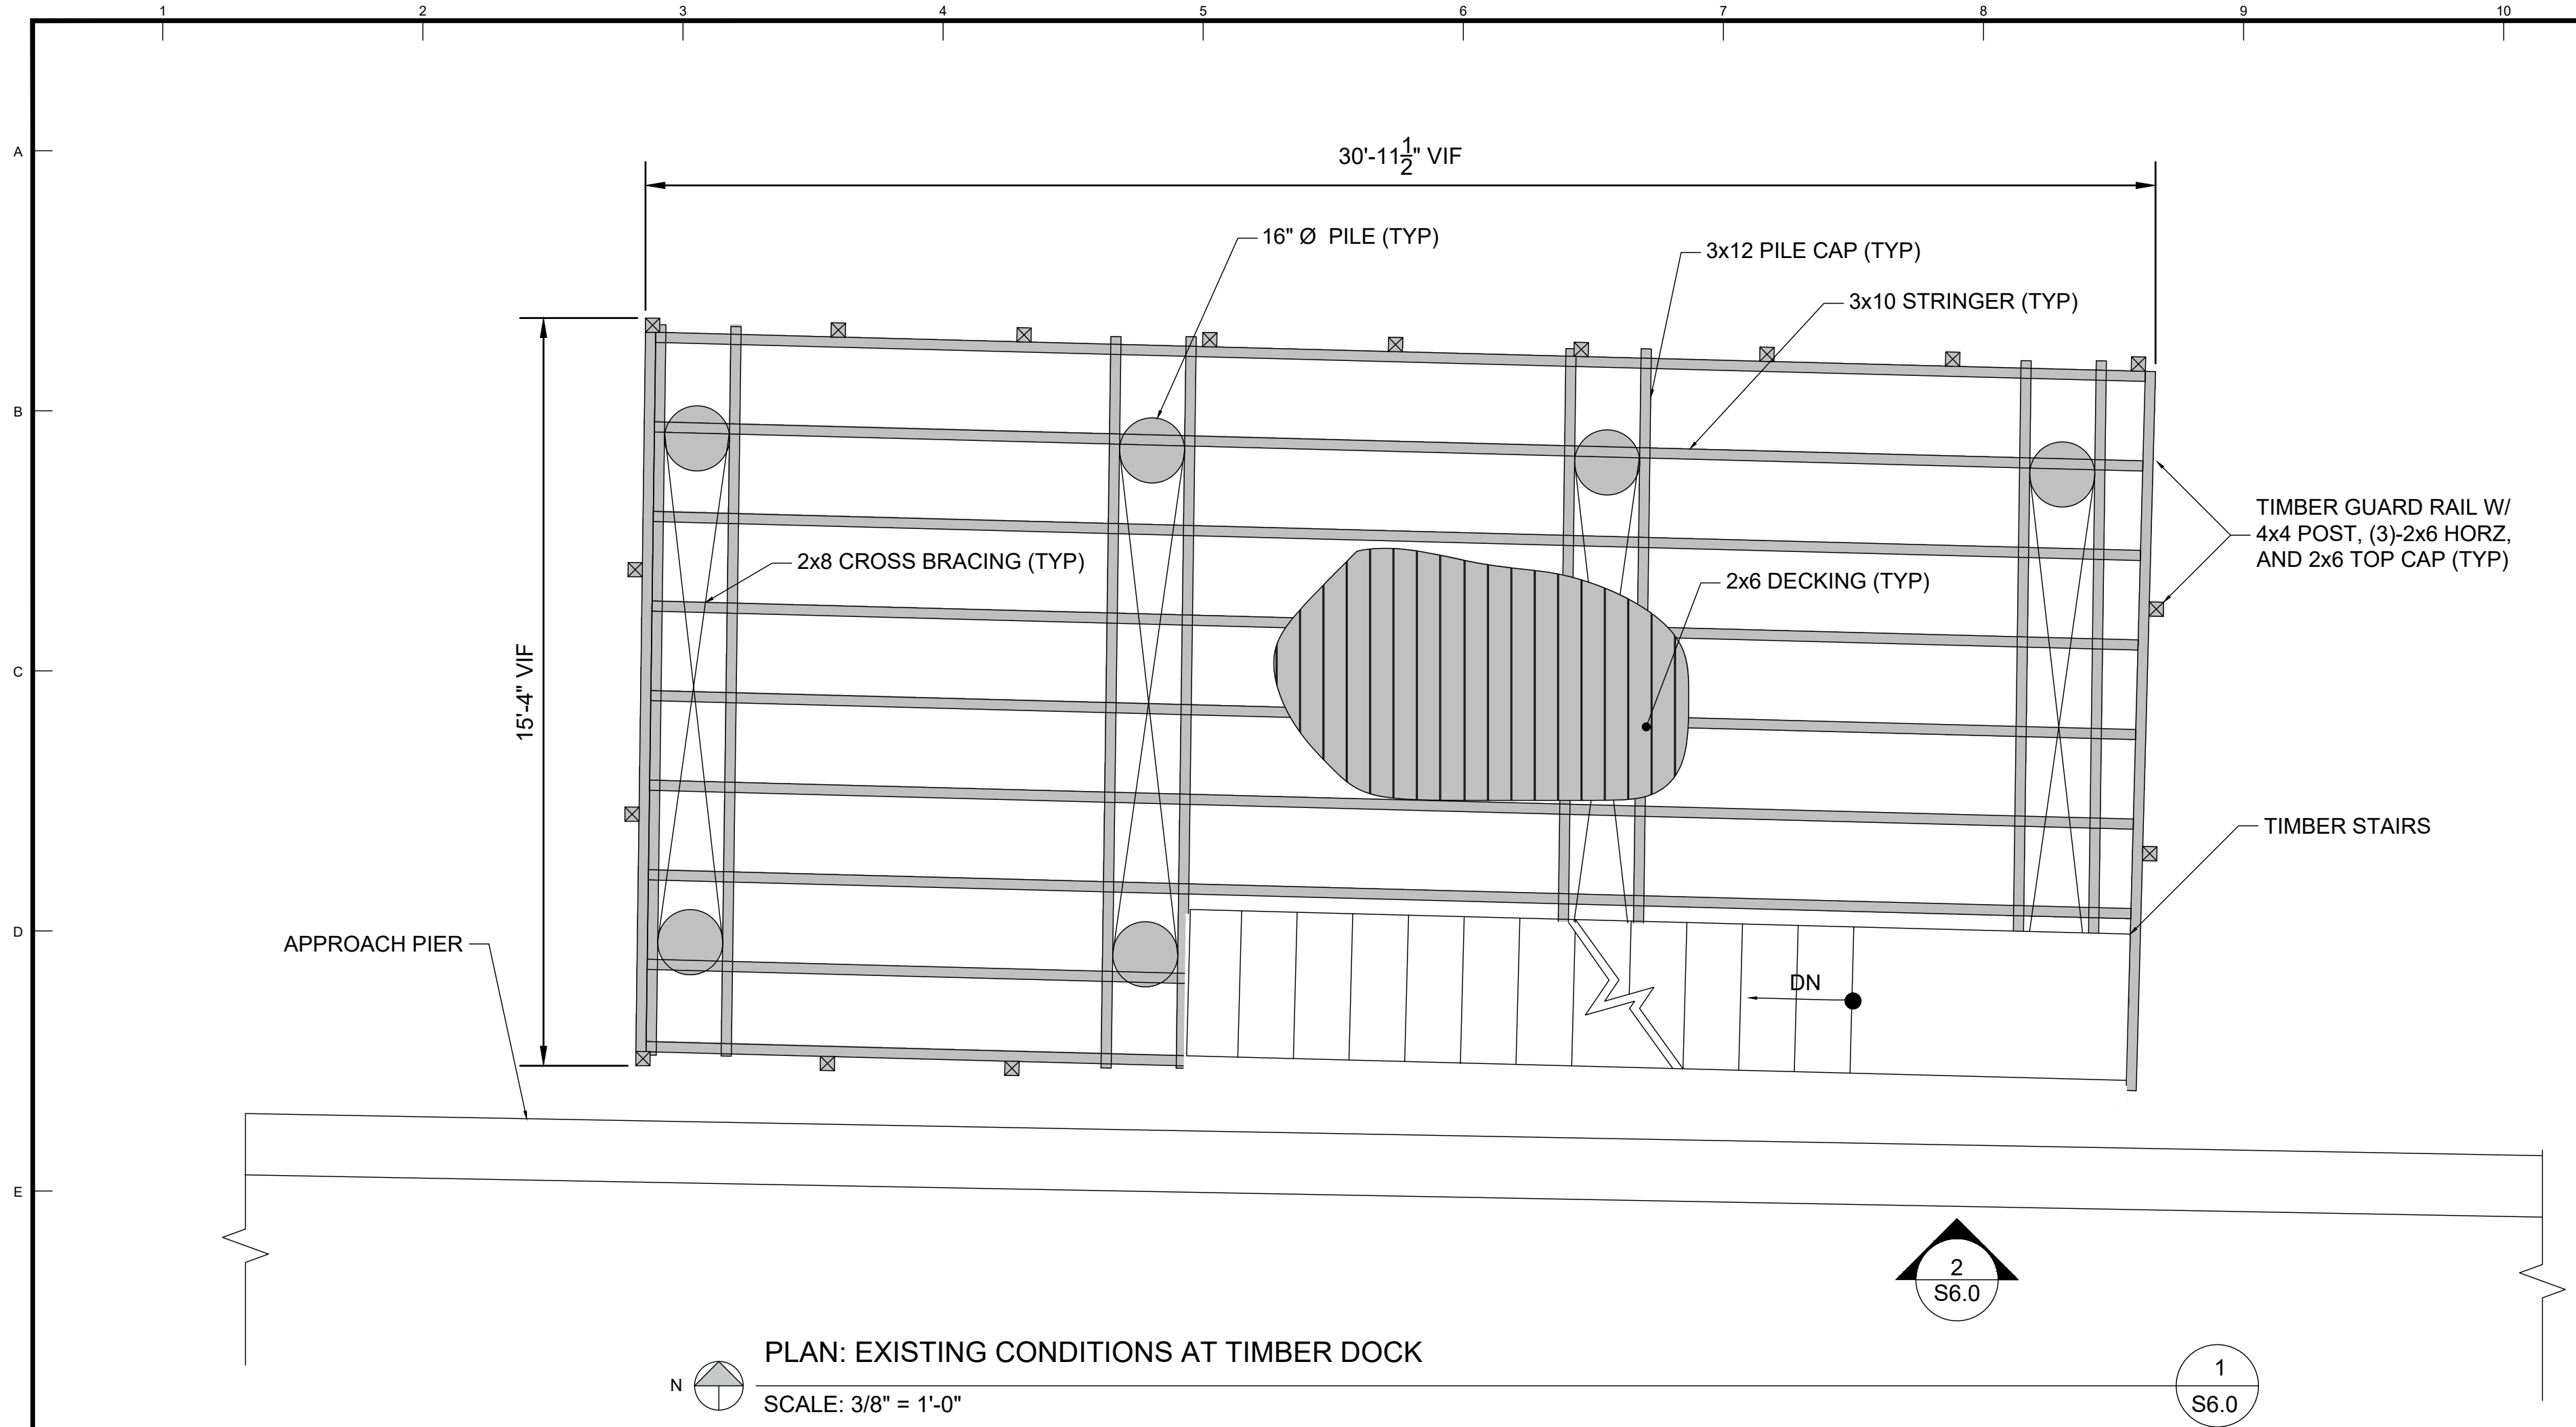 1 2 3 4 5 6 7 8 9 10
A
30'-11 1/2" VIF
16" Ø PILE (TYP)
3x12 PILE CAP (TYP)
3x10 STRINGER (TYP)
B
TIMBER GUARD RAIL W/
4x4 POST, (3)-2x6 HORZ,
AND 2x6 TOP CAP (TYP)
2x8 CROSS BRACING (TYP)
2x6 DECKING (TYP)
C
15'-4" VIF
TIMBER STAIRS
D
APPROACH PIER
DN
E
2
S6.0
PLAN: EXISTING CONDITIONS AT TIMBER DOCK
N
SCALE: 3/8" = 1'-0"
1
S6.0